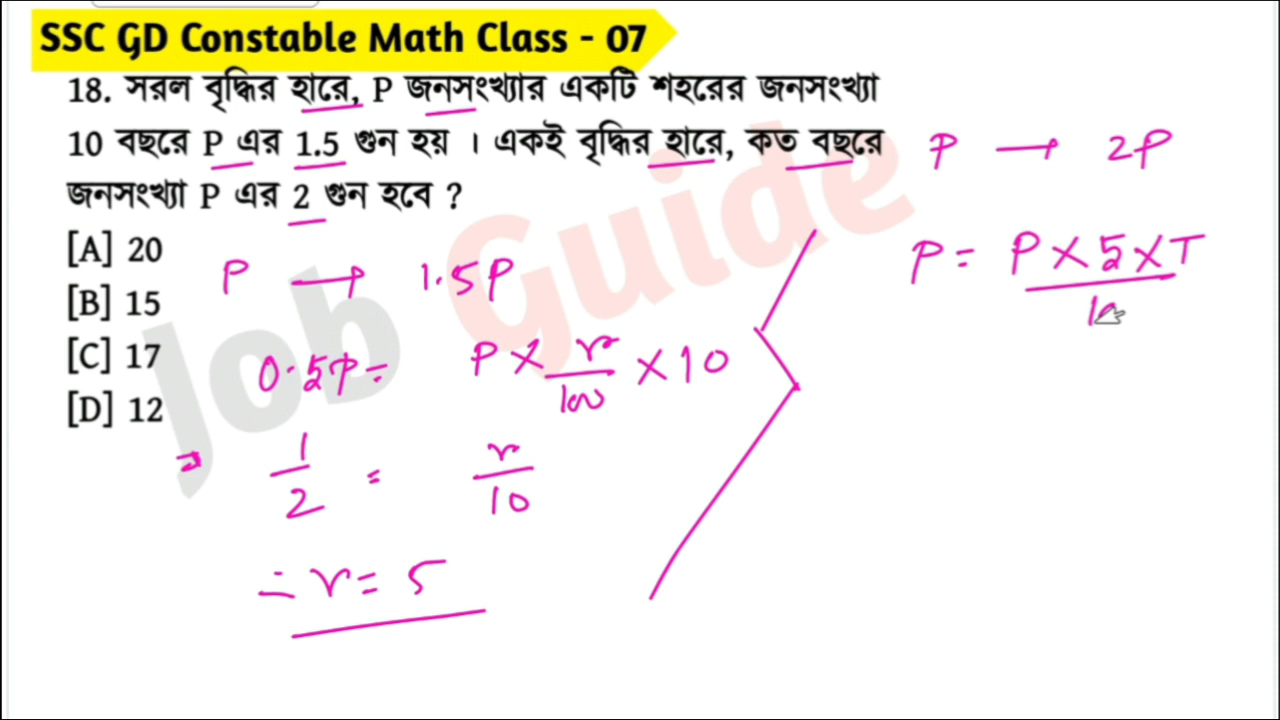 SSC GD Constable Math Class - 07
18. সরল বৃদ্ধির হারে, P জনসংখ্যার একটি শহরের জনসংখ্যা
10 বছরে P এর 1.5 গুন হয় । একই বৃদ্ধির হারে, কত বছরে
জনসংখ্যা P এর 2 গুন হবে ?
[A] 20
[B] 15
[C] 17
[D] 12
P → 1.5P
0.5P = P × r/100 × 10
⇒ 1/2 = r/10
∴ r = 5
P → 2P
P = P × 5 × T / 10
Job Guide